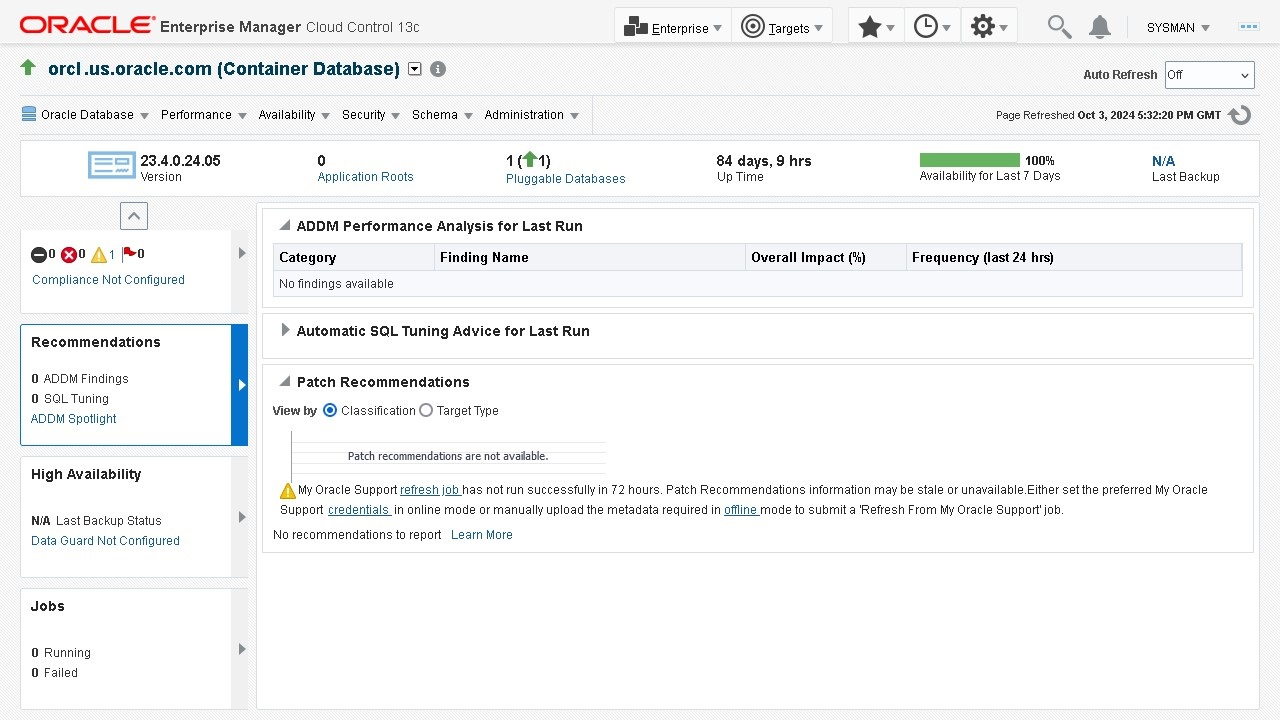 ORACLE Enterprise Manager Cloud Control 13c
Enterprise
Targets
SYSMAN
orcl.us.oracle.com (Container Database)
Auto Refresh Off
Oracle Database Performance Availability Security Schema Administration
Page Refreshed Oct 3, 2024 5:32:20 PM GMT
23.4.0.24.05
Version
0
Application Roots
1 (1)
Pluggable Databases
84 days, 9 hrs
Up Time
100%
Availability for Last 7 Days
N/A
Last Backup
0 0 1 0
Compliance Not Configured
Recommendations
0 ADDM Findings
0 SQL Tuning
ADDM Spotlight
High Availability
N/A Last Backup Status
Data Guard Not Configured
Jobs
0 Running
0 Failed
ADDM Performance Analysis for Last Run
Category Finding Name Overall Impact (%) Frequency (last 24 hrs)
No findings available
Automatic SQL Tuning Advice for Last Run
Patch Recommendations
View by Classification Target Type
Patch recommendations are not available.
My Oracle Support refresh job has not run successfully in 72 hours. Patch Recommendations information may be stale or unavailable.Either set the preferred My Oracle
Support credentials in online mode or manually upload the metadata required in offline mode to submit a 'Refresh From My Oracle Support' job.
No recommendations to report Learn More